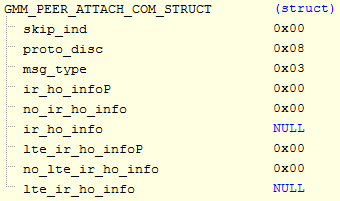 GMM_PEER_ATTACH_COM_STRUCT (struct)
skip_ind 0x00
proto_disc 0x08
msg_type 0x03
ir_ho_infoP 0x00
no_ir_ho_info 0x00
ir_ho_info NULL
lte_ir_ho_infoP 0x00
no_lte_ir_ho_info 0x00
lte_ir_ho_info NULL